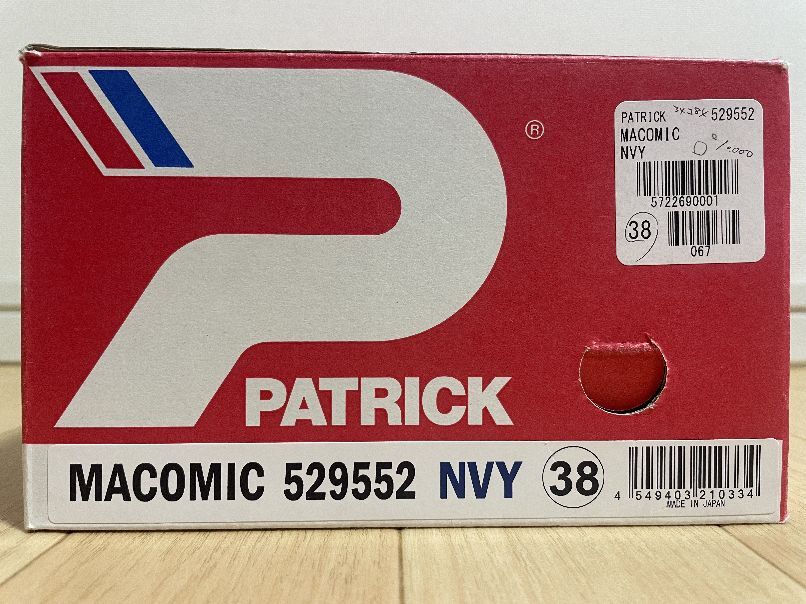 ®
PATRICK 529552
MACOMIC
NVY
5722690001
38
067
PATRICK
MACOMIC 529552 NVY 38
4 549403 210334
MADE IN JAPAN